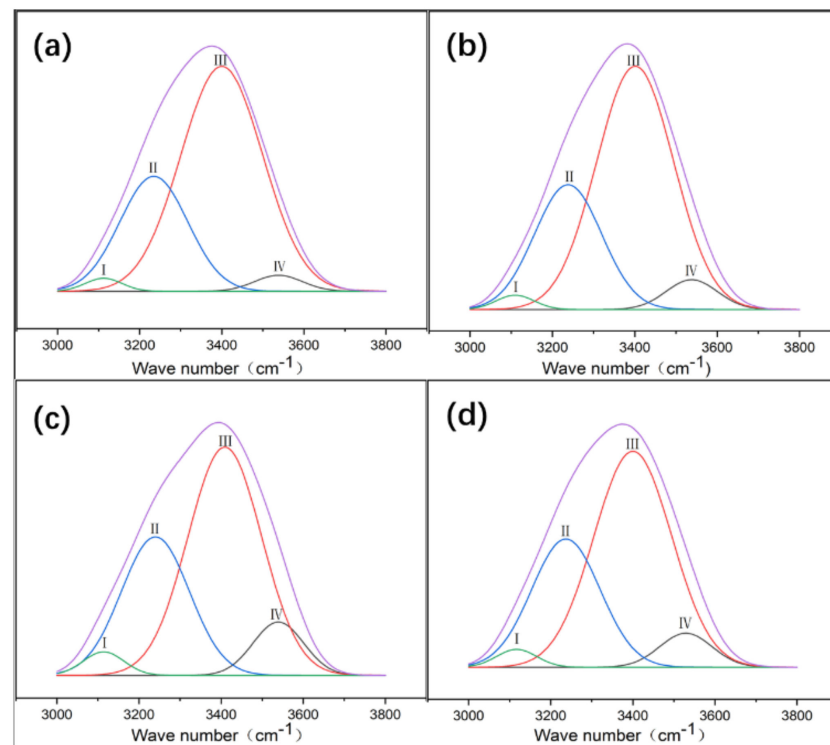 (a)
III
II
I
IV
3000 3200 3400 3600 3800
Wave number（cm-1）
(b)
III
II
I
IV
3000 3200 3400 3600 3800
Wave number（cm-1)
(c)
III
II
I
IV
3000 3200 3400 3600 3800
Wave number（cm-1）
(d)
III
II
I
IV
3000 3200 3400 3600 3800
Wave number（cm-1）